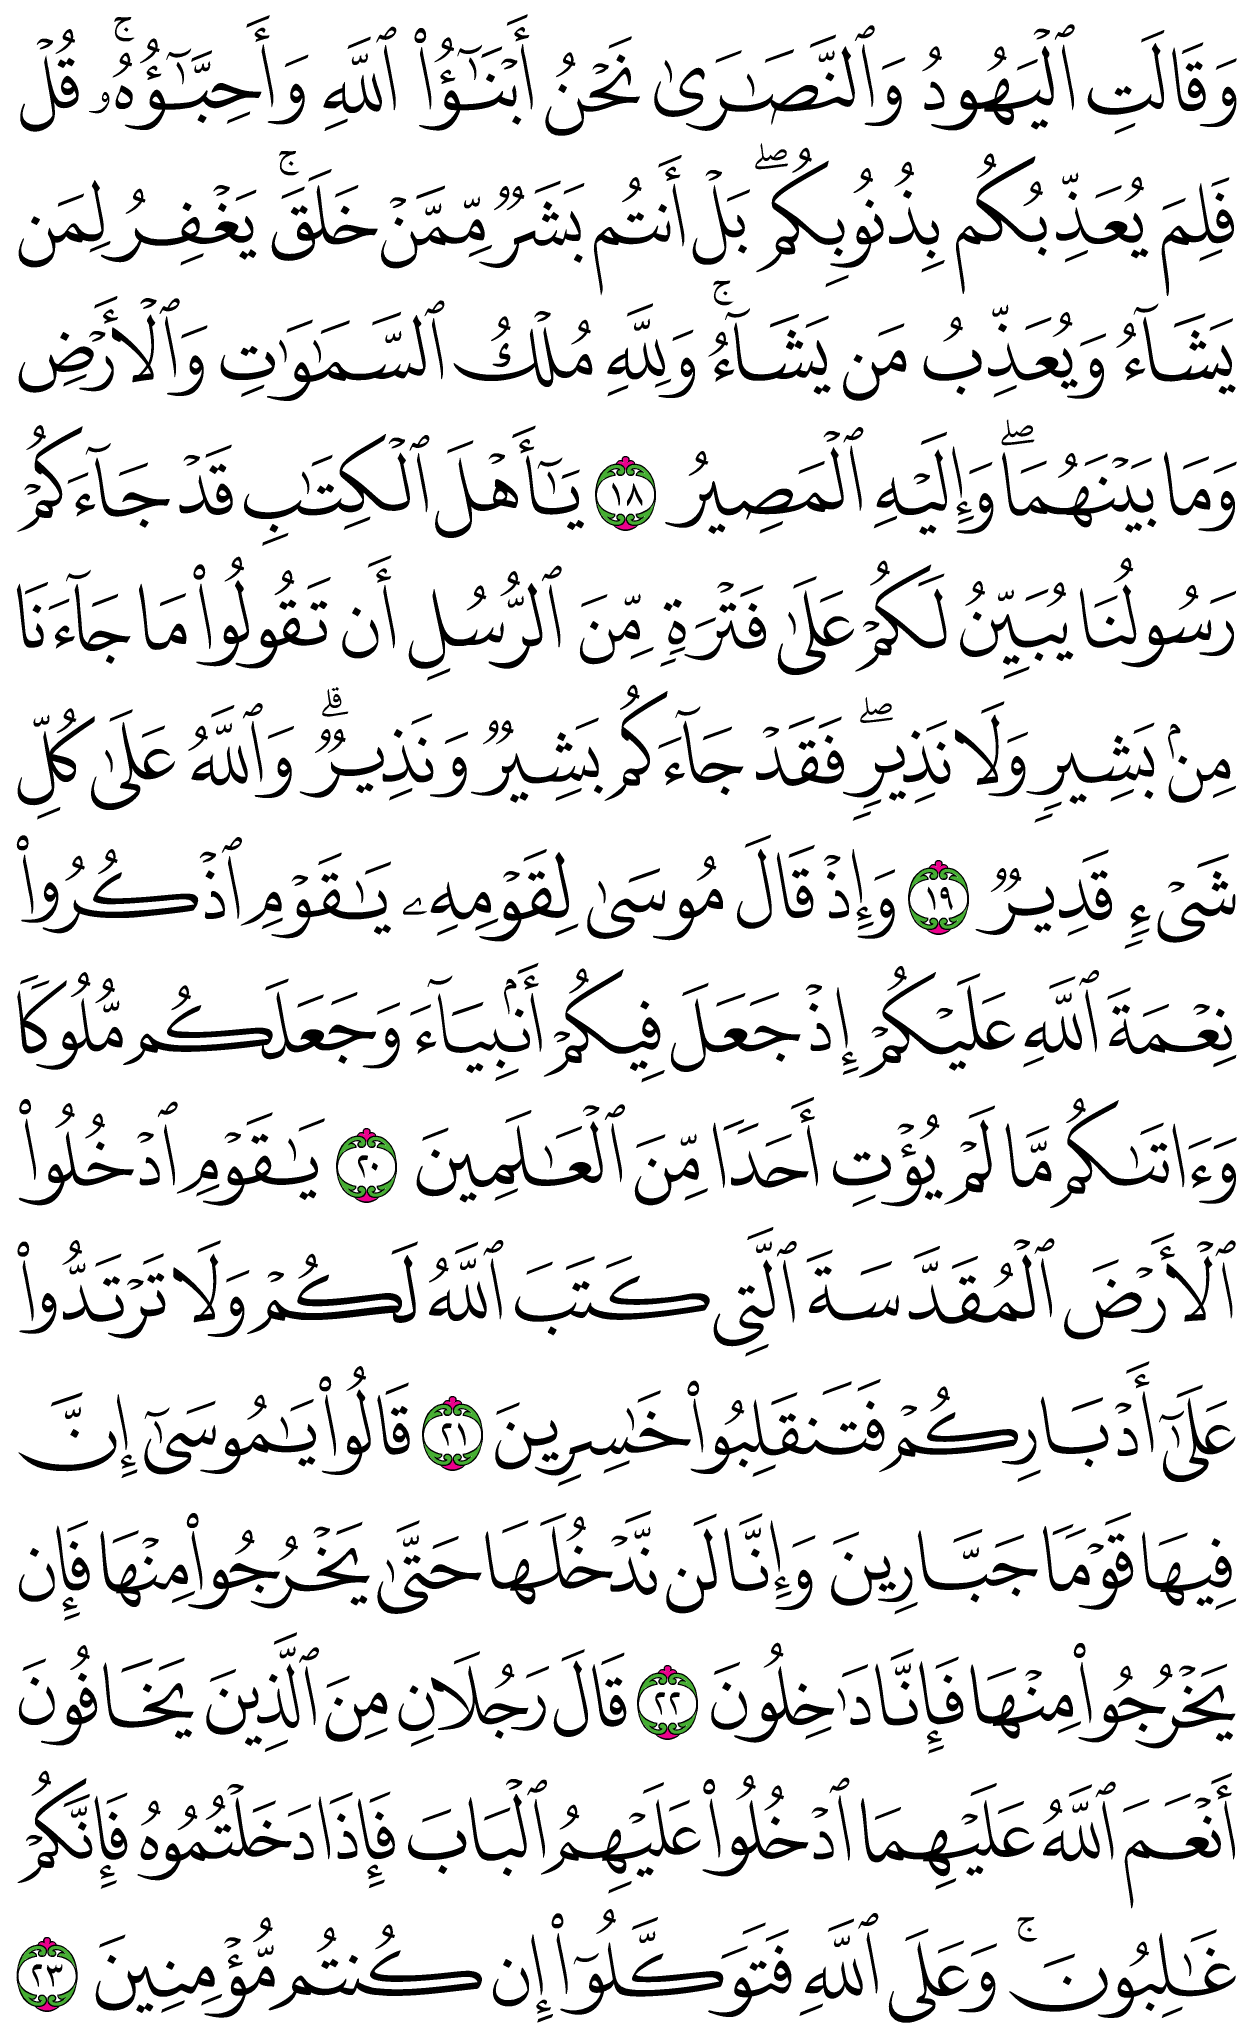 وَقَالَتِ ٱلۡيَهُودُ وَٱلنَّصَٰرَىٰ نَحۡنُ أَبۡنَٰٓؤُاْ ٱللَّهِ وَأَحِبَّٰٓؤُهُۥۚ قُلۡ
فَلِمَ يُعَذِّبُكُم بِذُنُوبِكُمۖ بَلۡ أَنتُم بَشَرٞ مِّمَّنۡ خَلَقَۚ يَغۡفِرُ لِمَن
يَشَآءُ وَيُعَذِّبُ مَن يَشَآءُۚ وَلِلَّهِ مُلۡكُ ٱلسَّمَٰوَٰتِ وَٱلۡأَرۡضِ
وَمَا بَيۡنَهُمَاۖ وَإِلَيۡهِ ٱلۡمَصِيرُ ١٨ يَٰٓأَهۡلَ ٱلۡكِتَٰبِ قَدۡ جَآءَكُمۡ
رَسُولُنَا يُبَيِّنُ لَكُمۡ عَلَىٰ فَتۡرَةٖ مِّنَ ٱلرُّسُلِ أَن تَقُولُواْ مَا جَآءَنَا
مِنۢ بَشِيرٖ وَلَا نَذِيرٖۖ فَقَدۡ جَآءَكُم بَشِيرٞ وَنَذِيرٞۗ وَٱللَّهُ عَلَىٰ كُلِّ
شَيۡءٖ قَدِيرٞ ١٩ وَإِذۡ قَالَ مُوسَىٰ لِقَوۡمِهِۦ يَٰقَوۡمِ ٱذۡكُرُواْ
نِعۡمَةَ ٱللَّهِ عَلَيۡكُمۡ إِذۡ جَعَلَ فِيكُمۡ أَنۢبِيَآءَ وَجَعَلَكُم مُّلُوكٗا
وَءَاتَىٰكُم مَّا لَمۡ يُؤۡتِ أَحَدٗا مِّنَ ٱلۡعَٰلَمِينَ ٢٠ يَٰقَوۡمِ ٱدۡخُلُواْ
ٱلۡأَرۡضَ ٱلۡمُقَدَّسَةَ ٱلَّتِي كَتَبَ ٱللَّهُ لَكُمۡ وَلَا تَرۡتَدُّواْ
عَلَىٰٓ أَدۡبَارِكُمۡ فَتَنقَلِبُواْ خَٰسِرِينَ ٢١ قَالُواْ يَٰمُوسَىٰٓ إِنَّ
فِيهَا قَوۡمٗا جَبَّارِينَ وَإِنَّا لَن نَّدۡخُلَهَا حَتَّىٰ يَخۡرُجُواْ مِنۡهَا فَإِن
يَخۡرُجُواْ مِنۡهَا فَإِنَّا دَٰخِلُونَ ٢٢ قَالَ رَجُلَانِ مِنَ ٱلَّذِينَ يَخَافُونَ
أَنۡعَمَ ٱللَّهُ عَلَيۡهِمَا ٱدۡخُلُواْ عَلَيۡهِمُ ٱلۡبَابَ فَإِذَا دَخَلۡتُمُوهُ فَإِنَّكُمۡ
غَٰلِبُونَۚ وَعَلَى ٱللَّهِ فَتَوَكَّلُوٓاْ إِن كُنتُم مُّؤۡمِنِينَ ٢٣